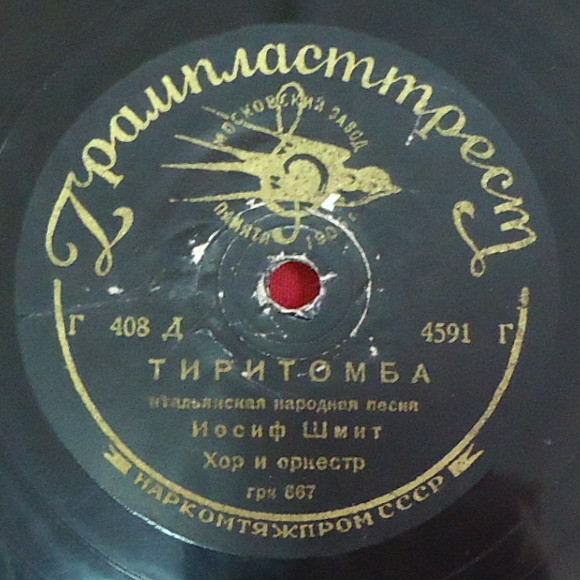 Грампласттрест
МОСКОВСКИЙ ЗАВОД
ПАМЯТИ 1905 г.
Г 408 Д
4591 Г
ТИРИТОМБА
итальянская народная песня
Иосиф Шмит
Хор и оркестр
грк 667
НАРКОМТЯЖПРОМ СССР